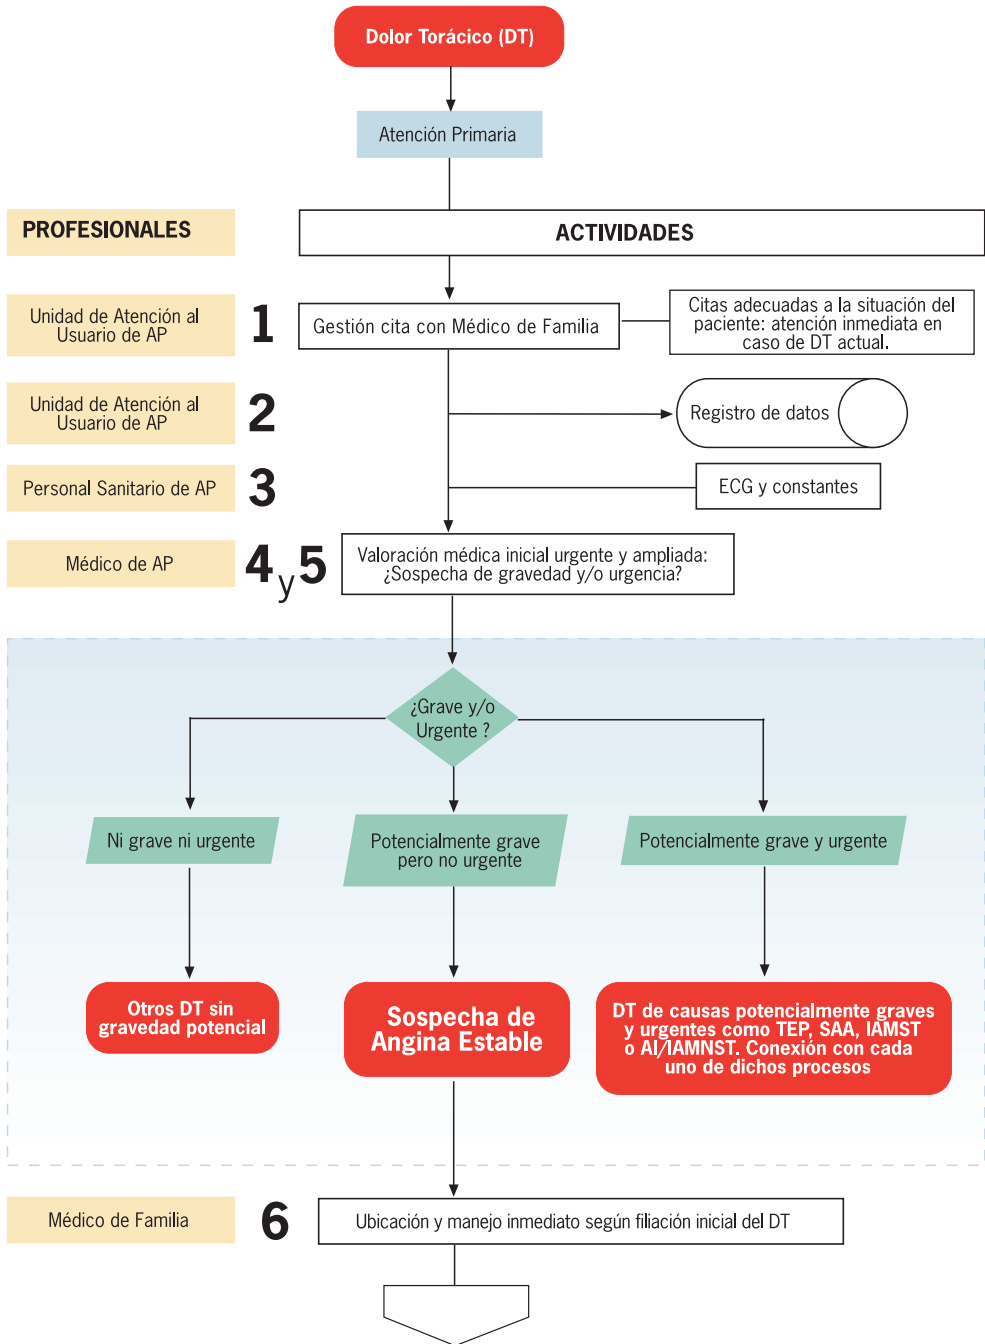 Dolor Torácico (DT)
Atención Primaria
PROFESIONALES
ACTIVIDADES
Unidad de Atención al
Usuario de AP
1
Gestión cita con Médico de Familia
Citas adecuadas a la situación del
paciente: atención inmediata en
caso de DT actual.
Unidad de Atención al
Usuario de AP
2
Registro de datos
Personal Sanitario de AP
3
ECG y constantes
Médico de AP
4 y 5
Valoración médica inicial urgente y ampliada:
¿Sospecha de gravedad y/o urgencia?
¿Grave y/o
Urgente ?
Ni grave ni urgente
Potencialmente grave
pero no urgente
Potencialmente grave y urgente
Otros DT sin
gravedad potencial
Sospecha de
Angina Estable
DT de causas potencialmente graves
y urgentes como TEP, SAA, IAMST
o AI/IAMNST. Conexión con cada
uno de dichos procesos
Médico de Familia
6
Ubicación y manejo inmediato según filiación inicial del DT